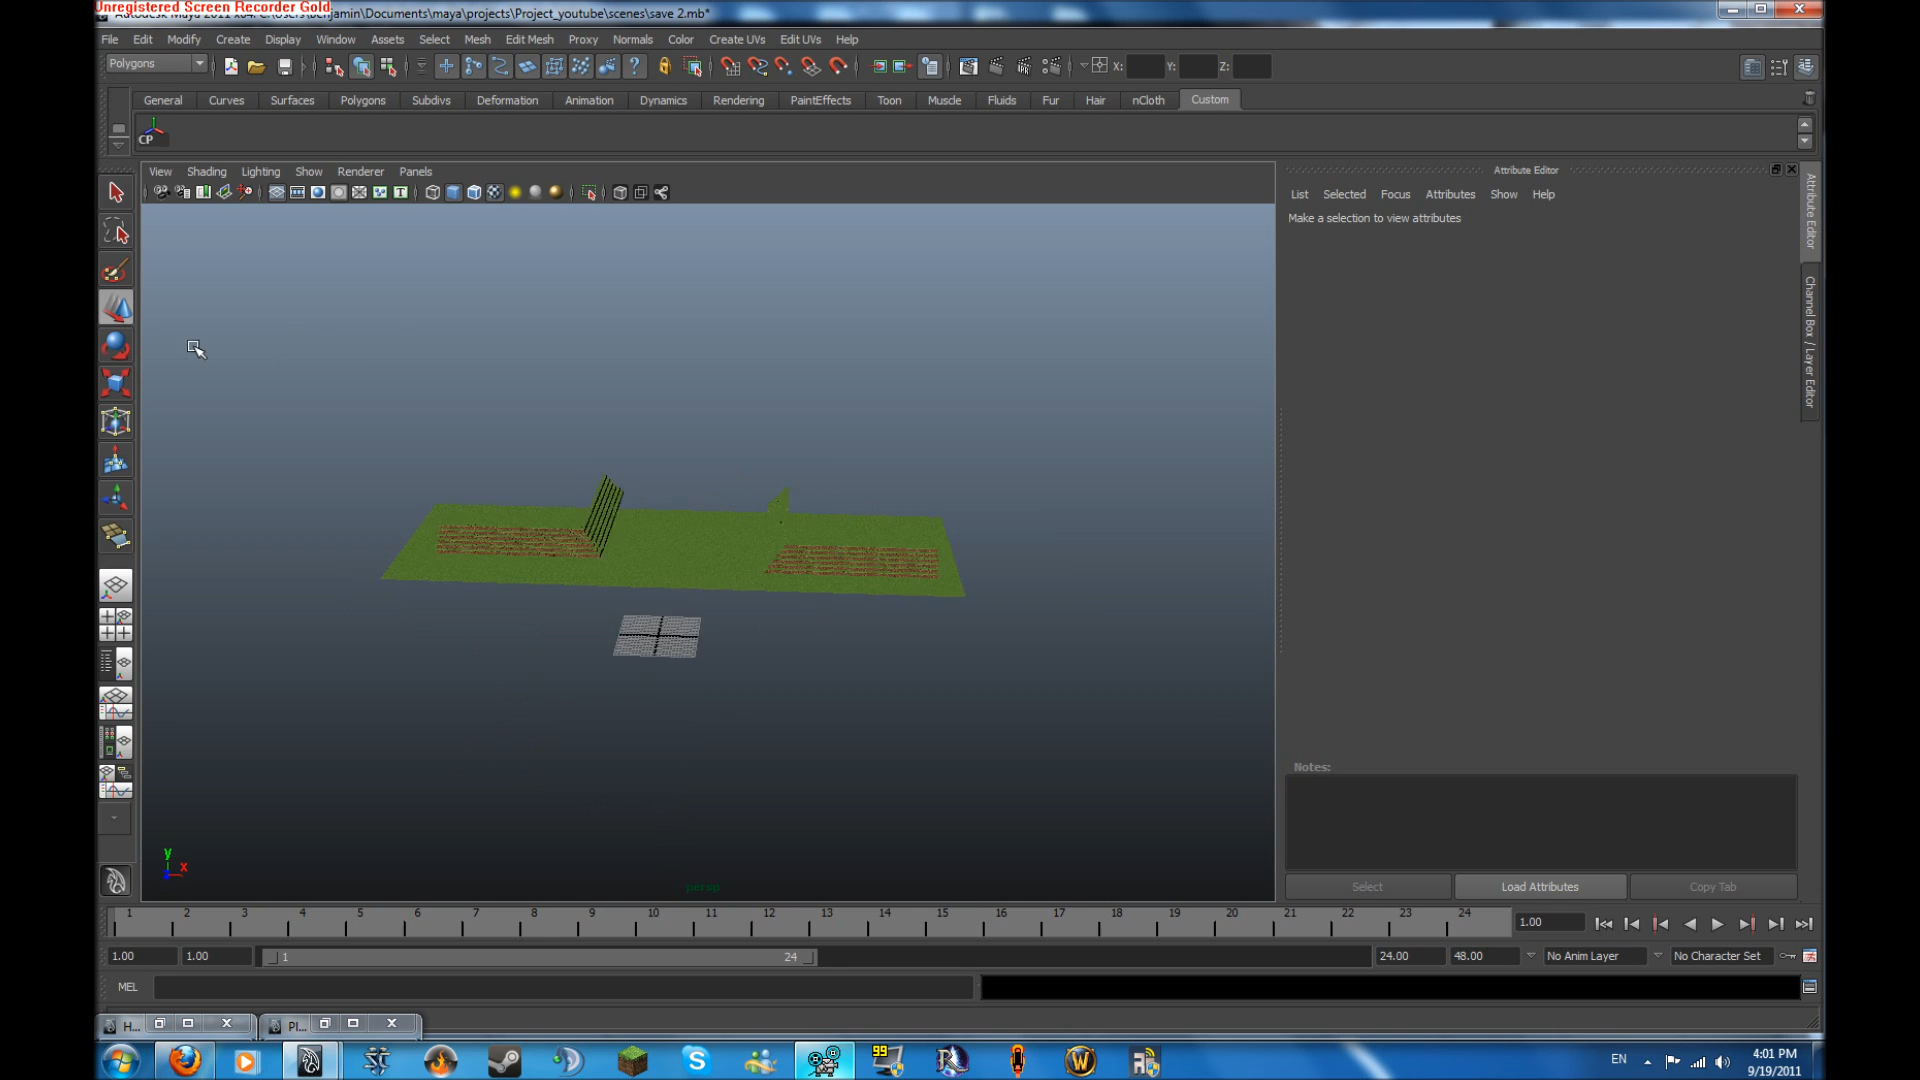 Unregistered Screen Recorder Gold
Autodesk Maya 2011 x64: C:\Users\Benjamin\Documents\maya\projects\Project_youtube\scenes\save 2.mb*
File Edit Modify Create Display Window Assets Select Mesh Edit Mesh Proxy Normals Color Create UVs Edit UVs Help
Polygons X: Y: Z:
General Curves Surfaces Polygons Subdivs Deformation Animation Dynamics Rendering PaintEffects Toon Muscle Fluids Fur Hair nCloth Custom
CP
View Shading Lighting Show Renderer Panels
Attribute Editor
List Selected Focus Attributes Show Help
Make a selection to view attributes
Attribute Editor
Channel Box / Layer Editor
Notes:
y
x
persp
Select Load Attributes Copy Tab
1 2 3 4 5 6 7 8 9 10 11 12 13 14 15 16 17 18 19 20 21 22 23 24 1.00
1.00 1.00 1 24 24.00 48.00 No Anim Layer No Character Set
MEL
H... Pl...
99
EN 4:01 PM
9/19/2011